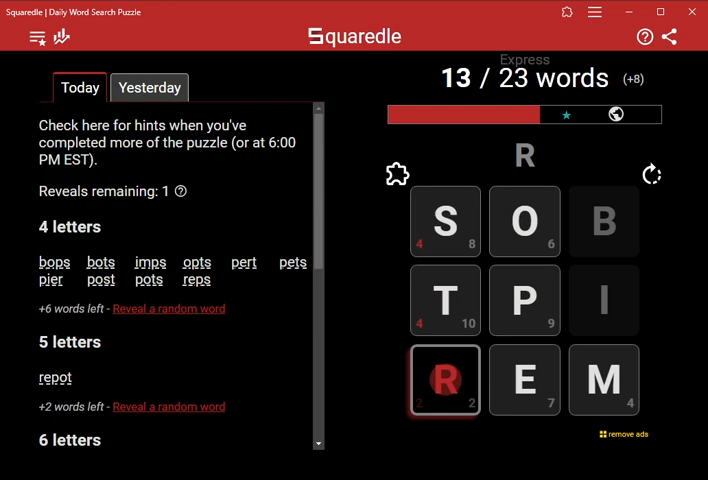 Squaredle | Daily Word Search Puzzle
Squaredle
Today
Yesterday
Check here for hints when you've
completed more of the puzzle (or at 6:00
PM EST).
Reveals remaining: 1
4 letters
bops bots imps opts pert pets
pier post pots reps
+6 words left - Reveal a random word
5 letters
repot
+2 words left - Reveal a random word
6 letters
Express
13 / 23 words (+8)
R
S 4 8
O 6
B
T 4 10
P 9
I
R 2 2
E 7
M 4
remove ads